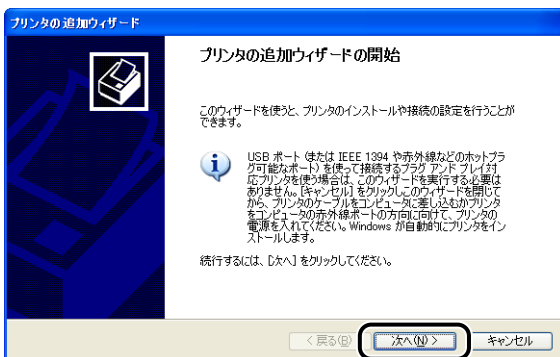 プリンタの追加ウィザード
プリンタの追加ウィザードの開始
このウィザードを使うと、プリンタのインストールや接続の設定を行うことが
できます。
USB ポート (または IEEE 1394 や赤外線などのホットプラ
グ可能なポート) を使って接続するプラグ アンド プレイ対
応プリンタを使う場合は、このウィザードを実行する必要は
ありません。[キャンセル] をクリックしこのウィザードを閉じて
から、プリンタのケーブルをコンピュータに差し込むかプリンタ
をコンピュータの赤外線ポートの方向に向けて、プリンタの
電源を入れてください。Windows が自動的にプリンタをイン
ストールします。
続行するには、[次へ] をクリックしてください。
< 戻る(B) 次へ(N) > キャンセル